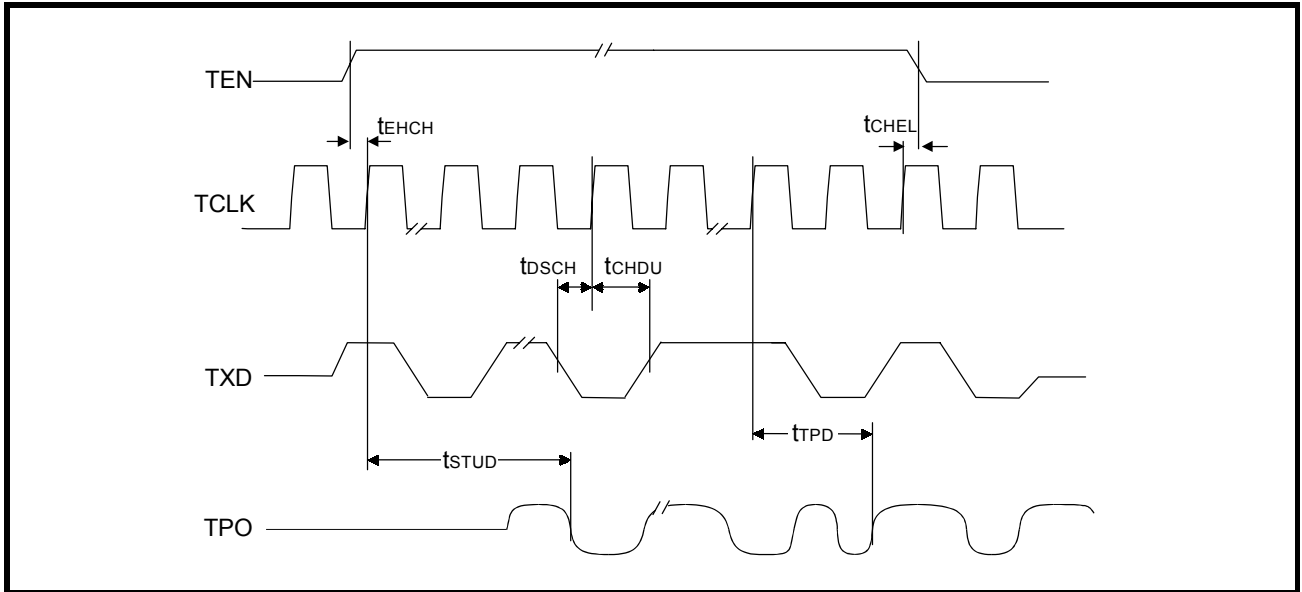 TEN
tEHCH
tCHEL
TCLK
tDSCH tCHDU
TXD
tTPD
tSTUD
TPO